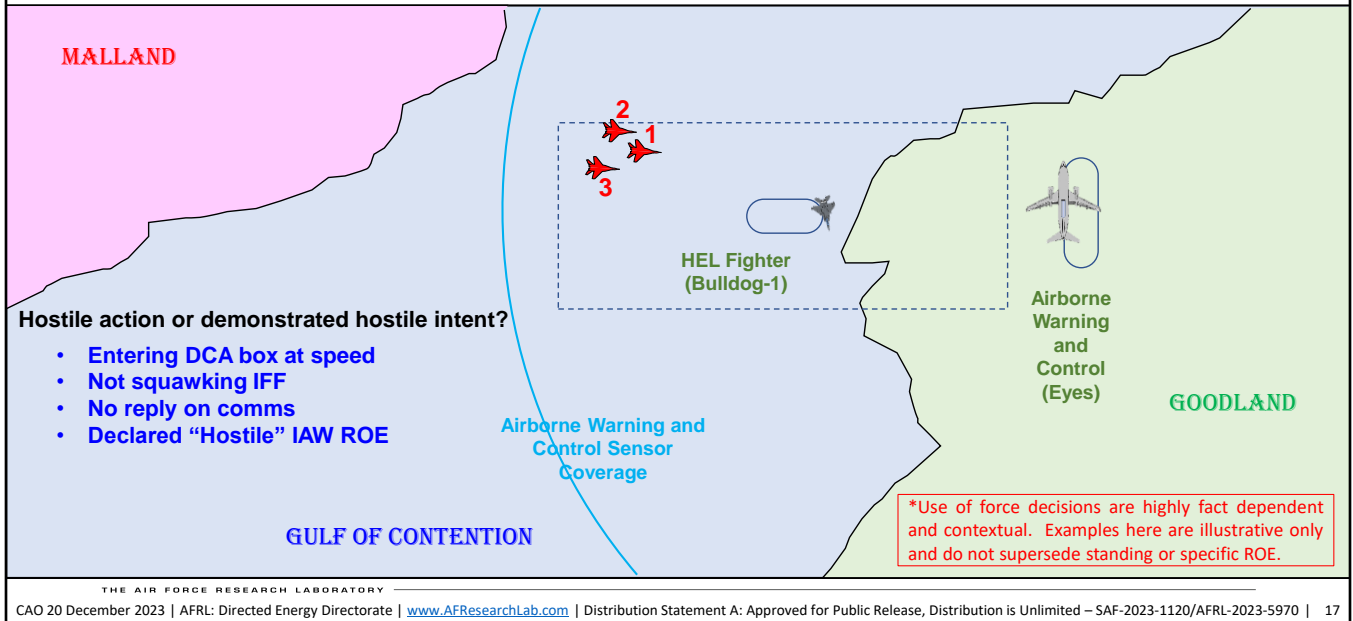 MALLAND
2
1
3
HEL Fighter
(Bulldog-1)
Airborne
Warning
and
Control
(Eyes)
GOODLAND
Hostile action or demonstrated hostile intent?
• Entering DCA box at speed
• Not squawking IFF
• No reply on comms
• Declared “Hostile” IAW ROE
Airborne Warning and
Control Sensor
Coverage
GULF OF CONTENTION
*Use of force decisions are highly fact dependent
and contextual. Examples here are illustrative only
and do not supersede standing or specific ROE.
THE AIR FORCE RESEARCH LABORATORY
CAO 20 December 2023 | AFRL: Directed Energy Directorate | www.AFResearchLab.com | Distribution Statement A: Approved for Public Release, Distribution is Unlimited – SAF-2023-1120/AFRL-2023-5970 | 17